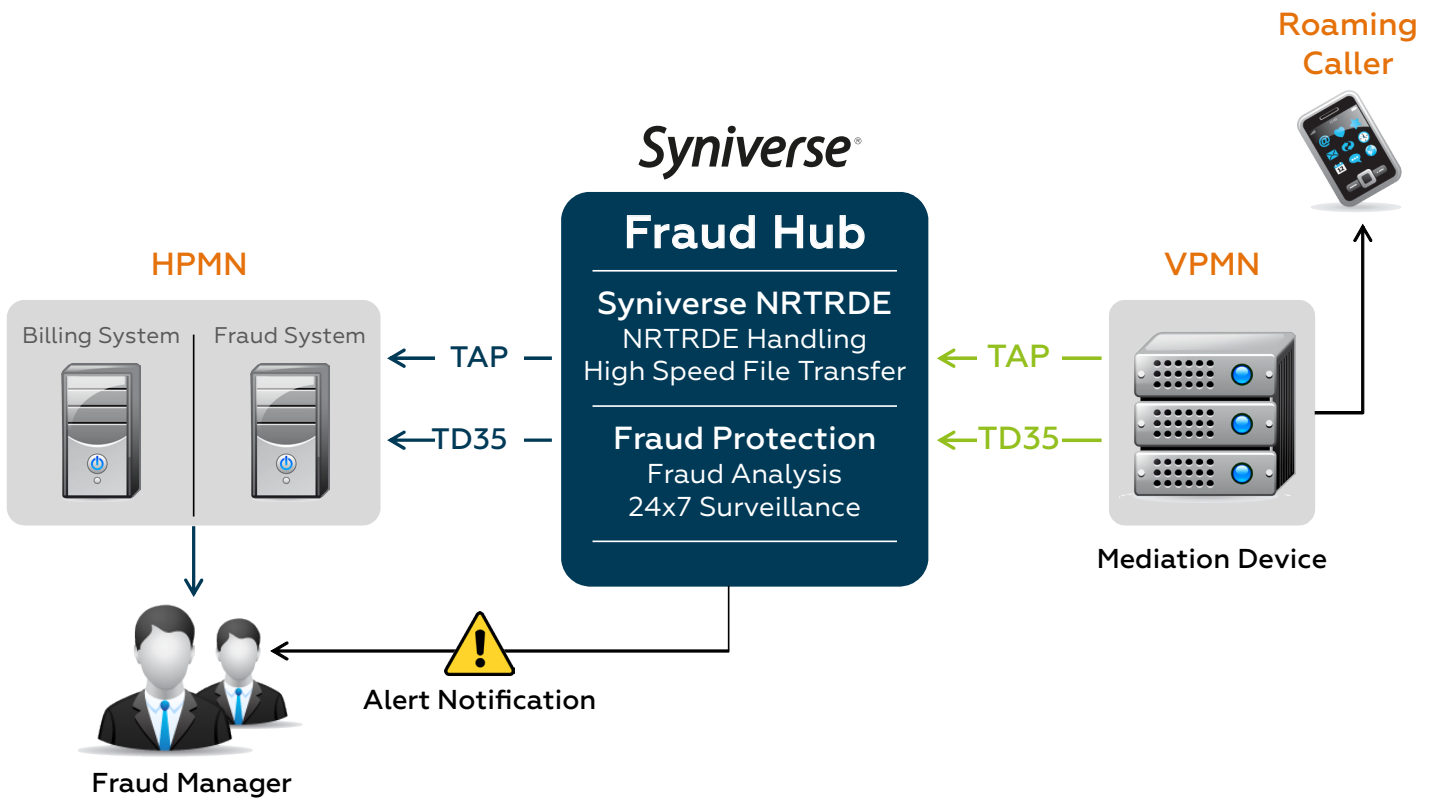 Roaming
Caller
Syniverse®
Fraud Hub
HPMN
VPMN
Syniverse NRTRDE
NRTRDE Handling
High Speed File Transfer
Billing System
Fraud System
TAP
TAP
TD35
TD35
Fraud Protection
Fraud Analysis
24x7 Surveillance
Mediation Device
Alert Notification
Fraud Manager